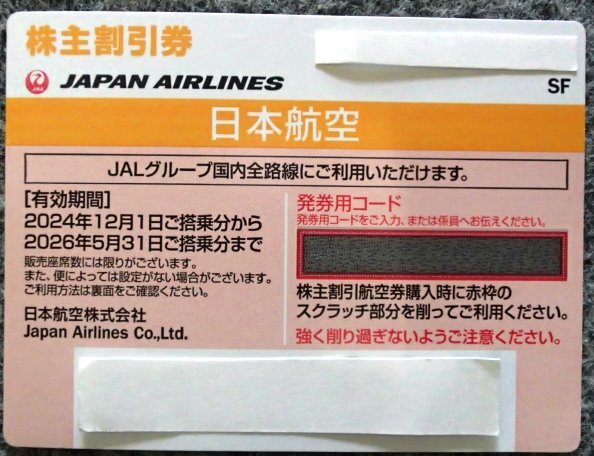 株主割引券
JAL JAPAN AIRLINES
SF
日本航空
JALグループ国内全路線にご利用いただけます。
[有効期間]
2024年12月1日ご搭乗分から
2026年5月31日ご搭乗分まで
販売座席数には限りがございます。
また、便によっては設定がない場合がございます。
ご利用方法は裏面をご確認ください。
日本航空株式会社
Japan Airlines Co.,Ltd.
発券用コード
発券用コードをご入力、または係員へお伝えください。
株主割引航空券購入時に赤枠の
スクラッチ部分を削ってご利用ください。
強く削り過ぎないようご注意ください。